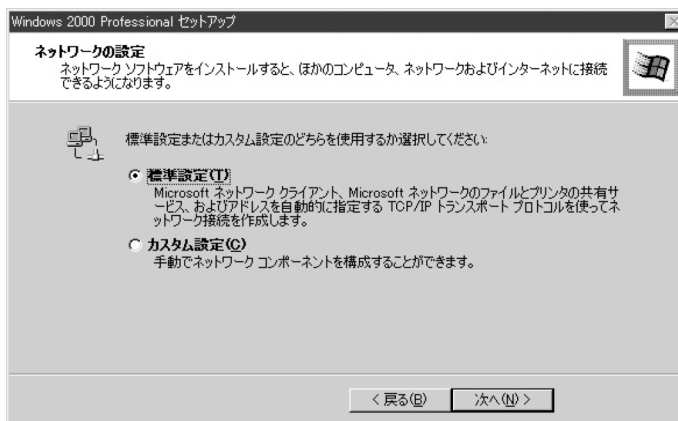 Windows 2000 Professional セットアップ
ネットワークの設定
ネットワーク ソフトウェアをインストールすると、ほかのコンピュータ、ネットワークおよびインターネットに接続
できるようになります。
標準設定またはカスタム設定のどちらを使用するか選択してください:
標準設定(T)
Microsoft ネットワーク クライアント、Microsoft ネットワークのファイルとプリンタの共有サ
ービス、およびアドレスを自動的に指定する TCP/IP トランスポート プロトコルを使ってネ
ットワーク接続を作成します。
カスタム設定(C)
手動でネットワーク コンポーネントを構成することができます。
< 戻る(B)
次へ(N) >